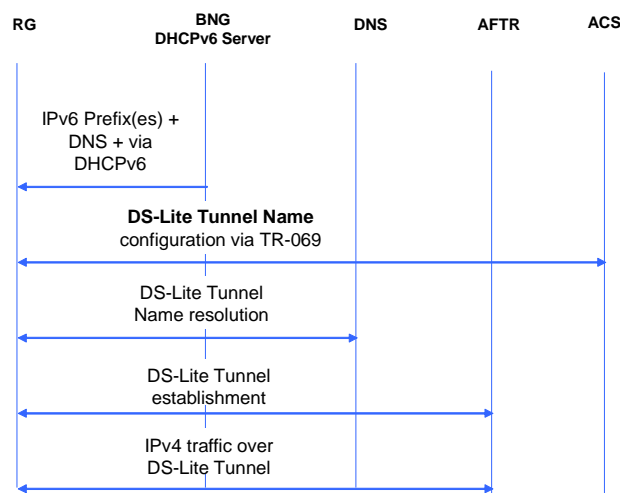 RG
BNG
DHCPv6 Server
DNS
AFTR
ACS
IPv6 Prefix(es) +
DNS + via
DHCPv6
DS-Lite Tunnel Name
configuration via TR-069
DS-Lite Tunnel
Name resolution
DS-Lite Tunnel
establishment
IPv4 traffic over
DS-Lite Tunnel